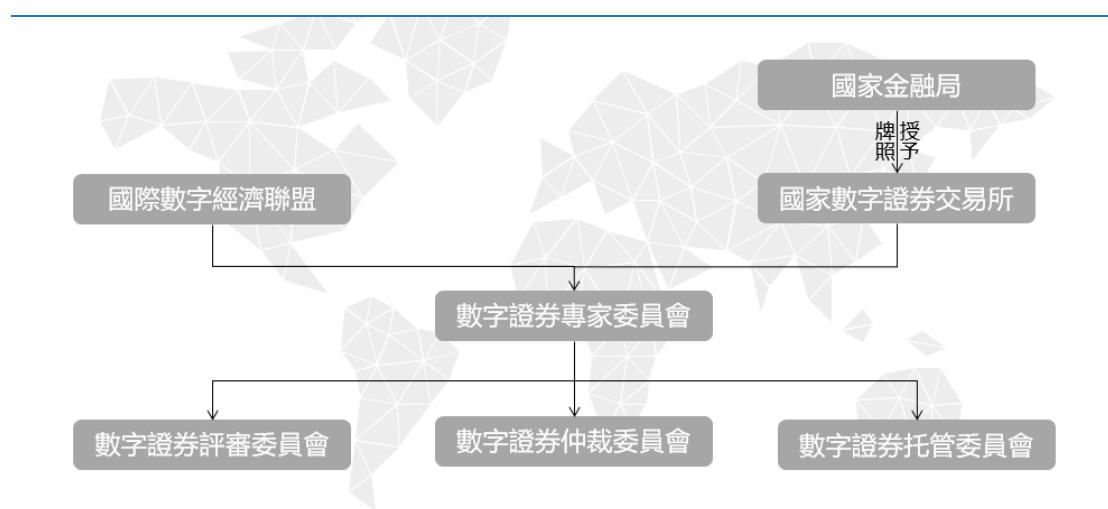 國家金融局
授予
牌照
國際數字經濟聯盟
國家數字證券交易所
數字證券專家委員會
數字證券評審委員會
數字證券仲裁委員會
數字證券托管委員會